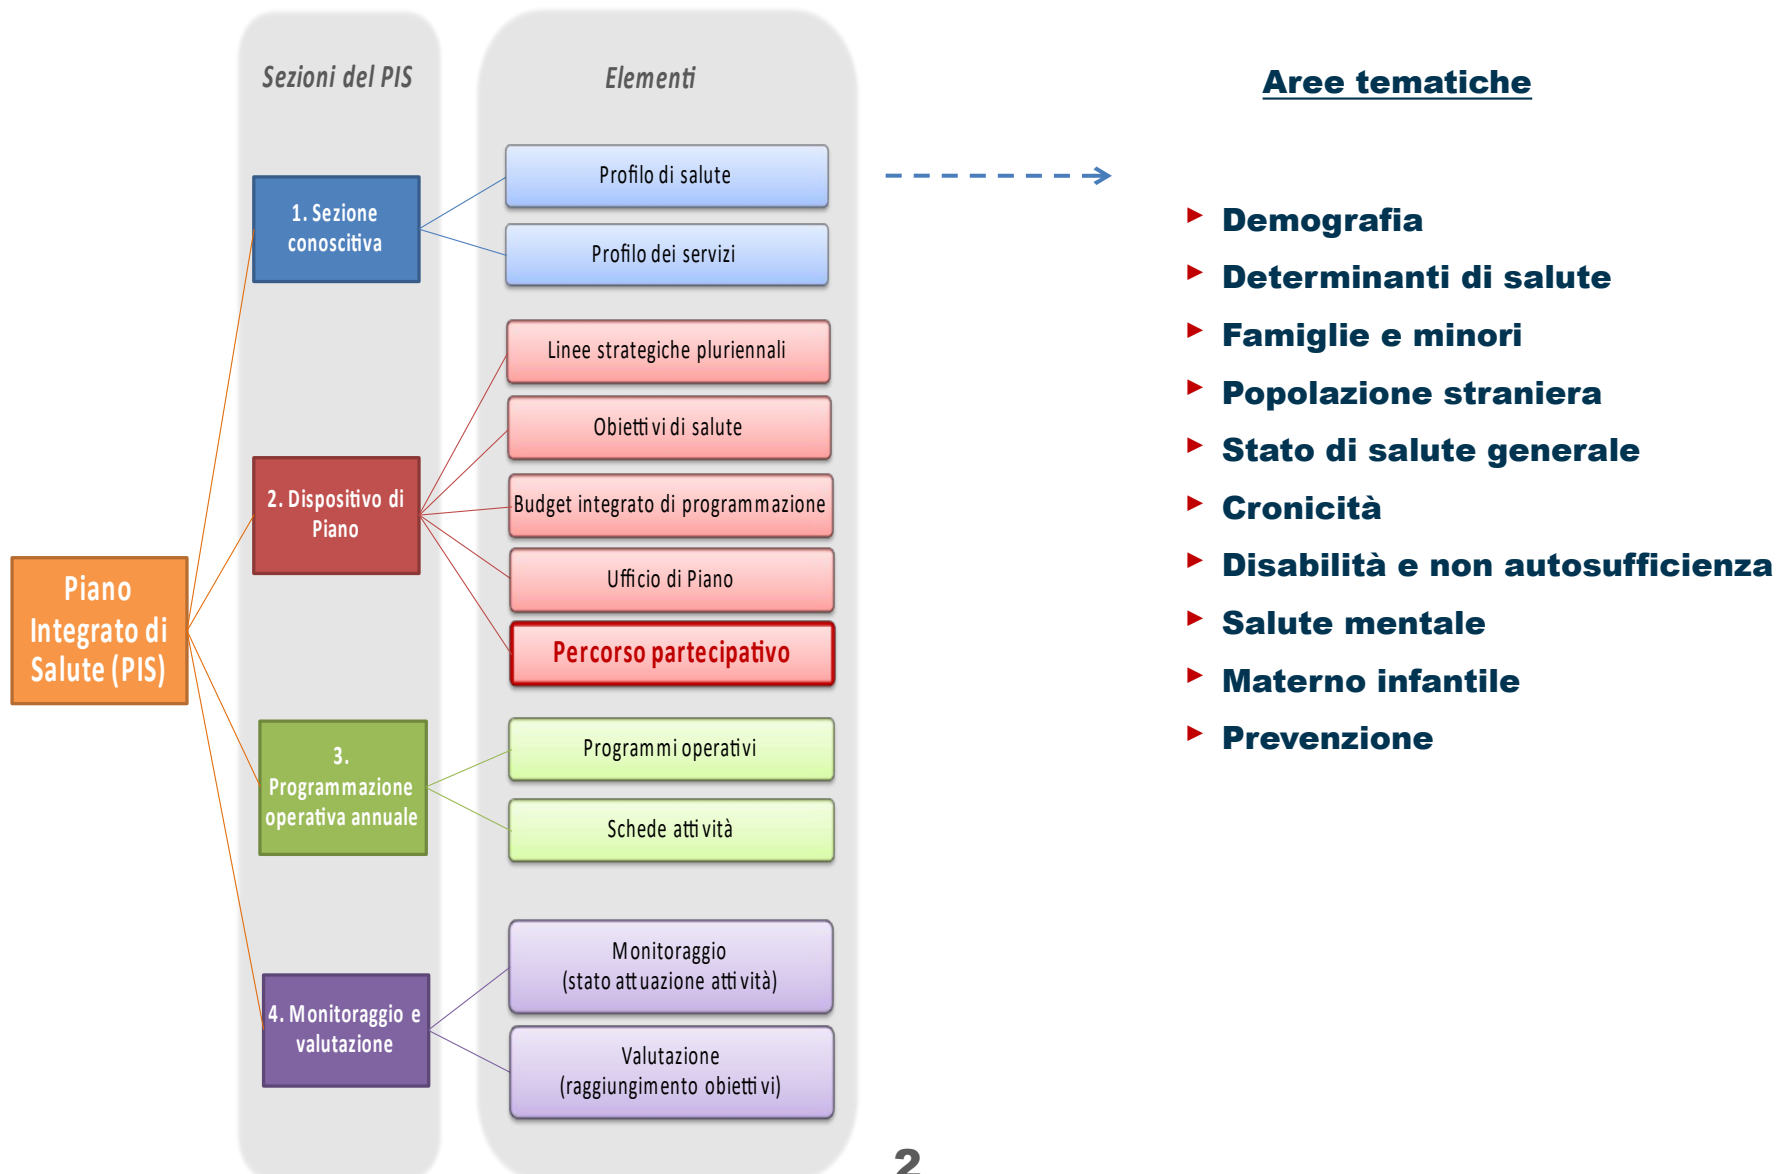 Sezioni del PIS
Elementi
Aree tematiche
Piano
Integrato di
Salute (PIS)
1. Sezione
conoscitiva
Profilo di salute
Profilo dei servizi
2. Dispositivo di
Piano
Linee strategiche pluriennali
Obiettivi di salute
Budget integrato di programmazione
Ufficio di Piano
Percorso partecipativo
3.
Programmazione
operativa annuale
Programmi operativi
Schede attività
4. Monitoraggio e
valutazione
Monitoraggio
(stato attuazione attività)
Valutazione
(raggiungimento obiettivi)
► Demografia
► Determinanti di salute
► Famiglie e minori
► Popolazione straniera
► Stato di salute generale
► Cronicità
► Disabilità e non autosufficienza
► Salute mentale
► Materno infantile
► Prevenzione
2